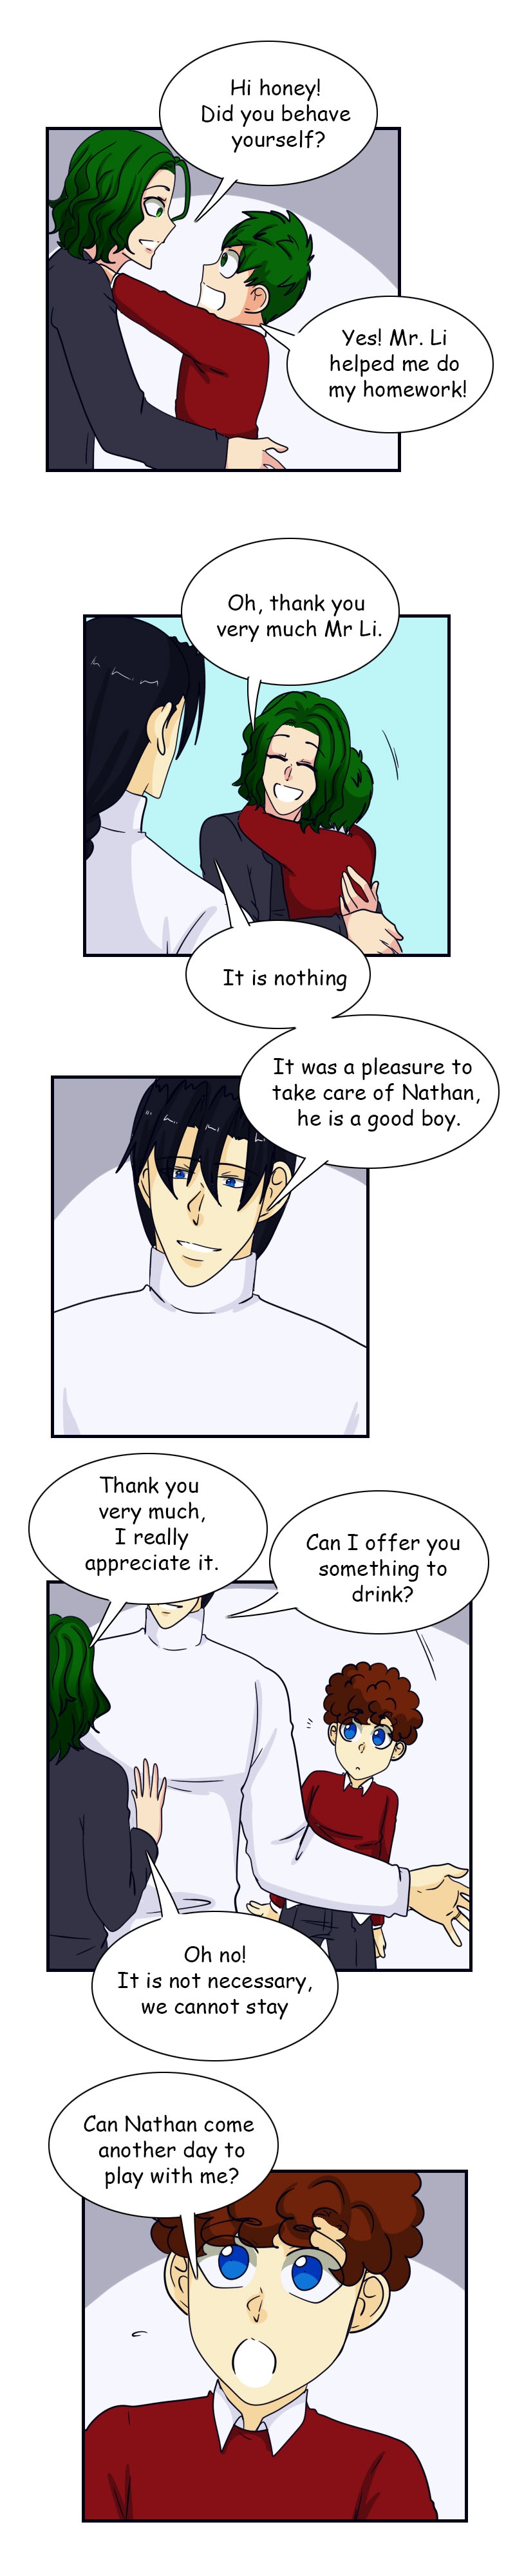 Hi honey!
Did you behave
yourself?
Yes! Mr. Li
helped me do
my homework!
Oh, thank you
very much Mr Li.
It is nothing
It was a pleasure to
take care of Nathan,
he is a good boy.
Thank you
very much,
I really
appreciate it.
Can I offer you
something to
drink?
Oh no!
It is not necessary,
we cannot stay
Can Nathan come
another day to
play with me?